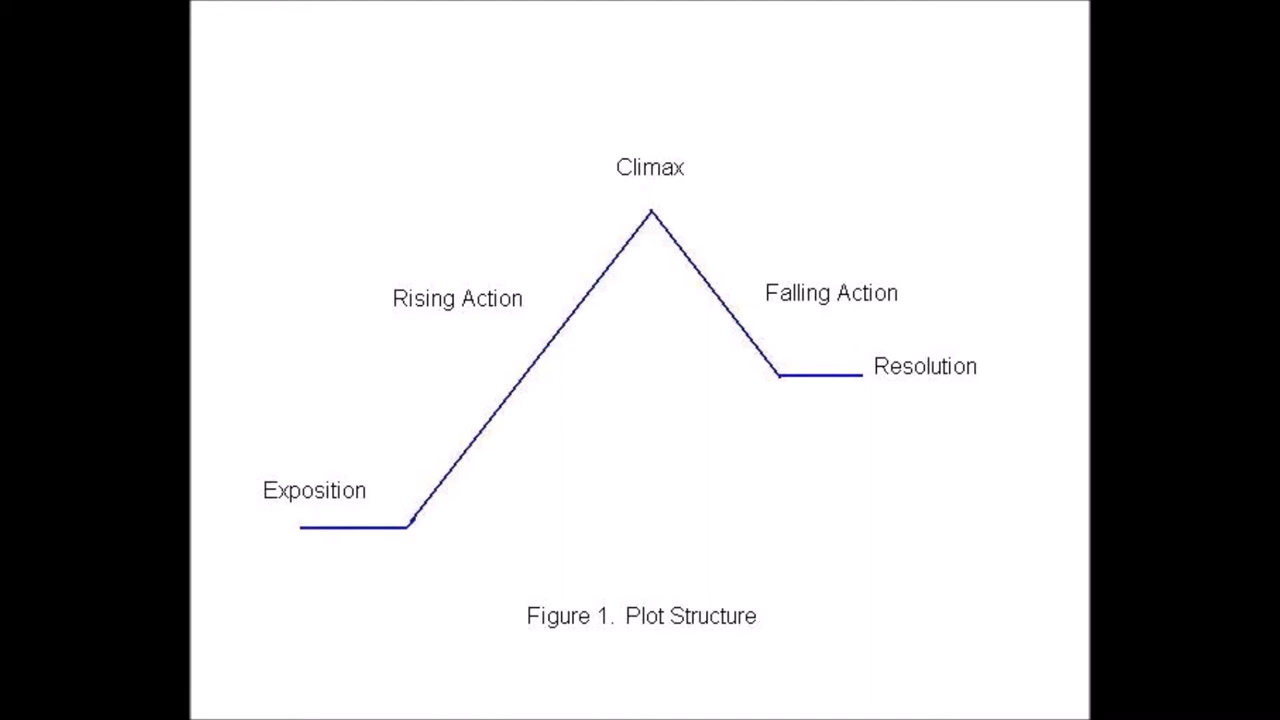 Climax
Rising Action
Falling Action
Resolution
Exposition
Figure 1. Plot Structure